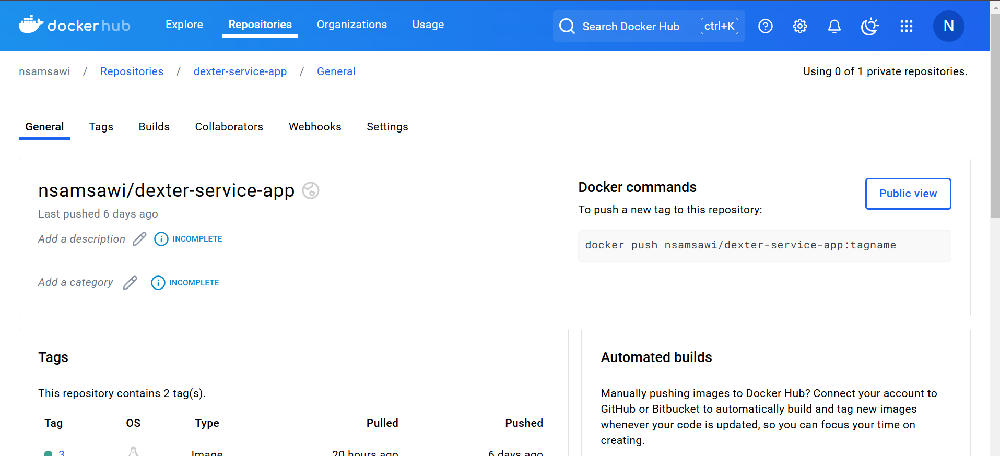 dockerhub Explore Repositories Organizations Usage Search Docker Hub ctrl+K N
nsamsawi / Repositories / dexter-service-app / General Using 0 of 1 private repositories.
General Tags Builds Collaborators Webhooks Settings
nsamsawi/dexter-service-app
Last pushed 6 days ago
Add a description INCOMPLETE
Add a category INCOMPLETE
Docker commands
Public view
To push a new tag to this repository:
docker push nsamsawi/dexter-service-app:tagname
Tags
This repository contains 2 tag(s).
Tag OS Type Pulled Pushed
3 Image 20 hours ago 6 days ago
Automated builds
Manually pushing images to Docker Hub? Connect your account to
GitHub or Bitbucket to automatically build and tag new images
whenever your code is updated, so you can focus your time on
creating.